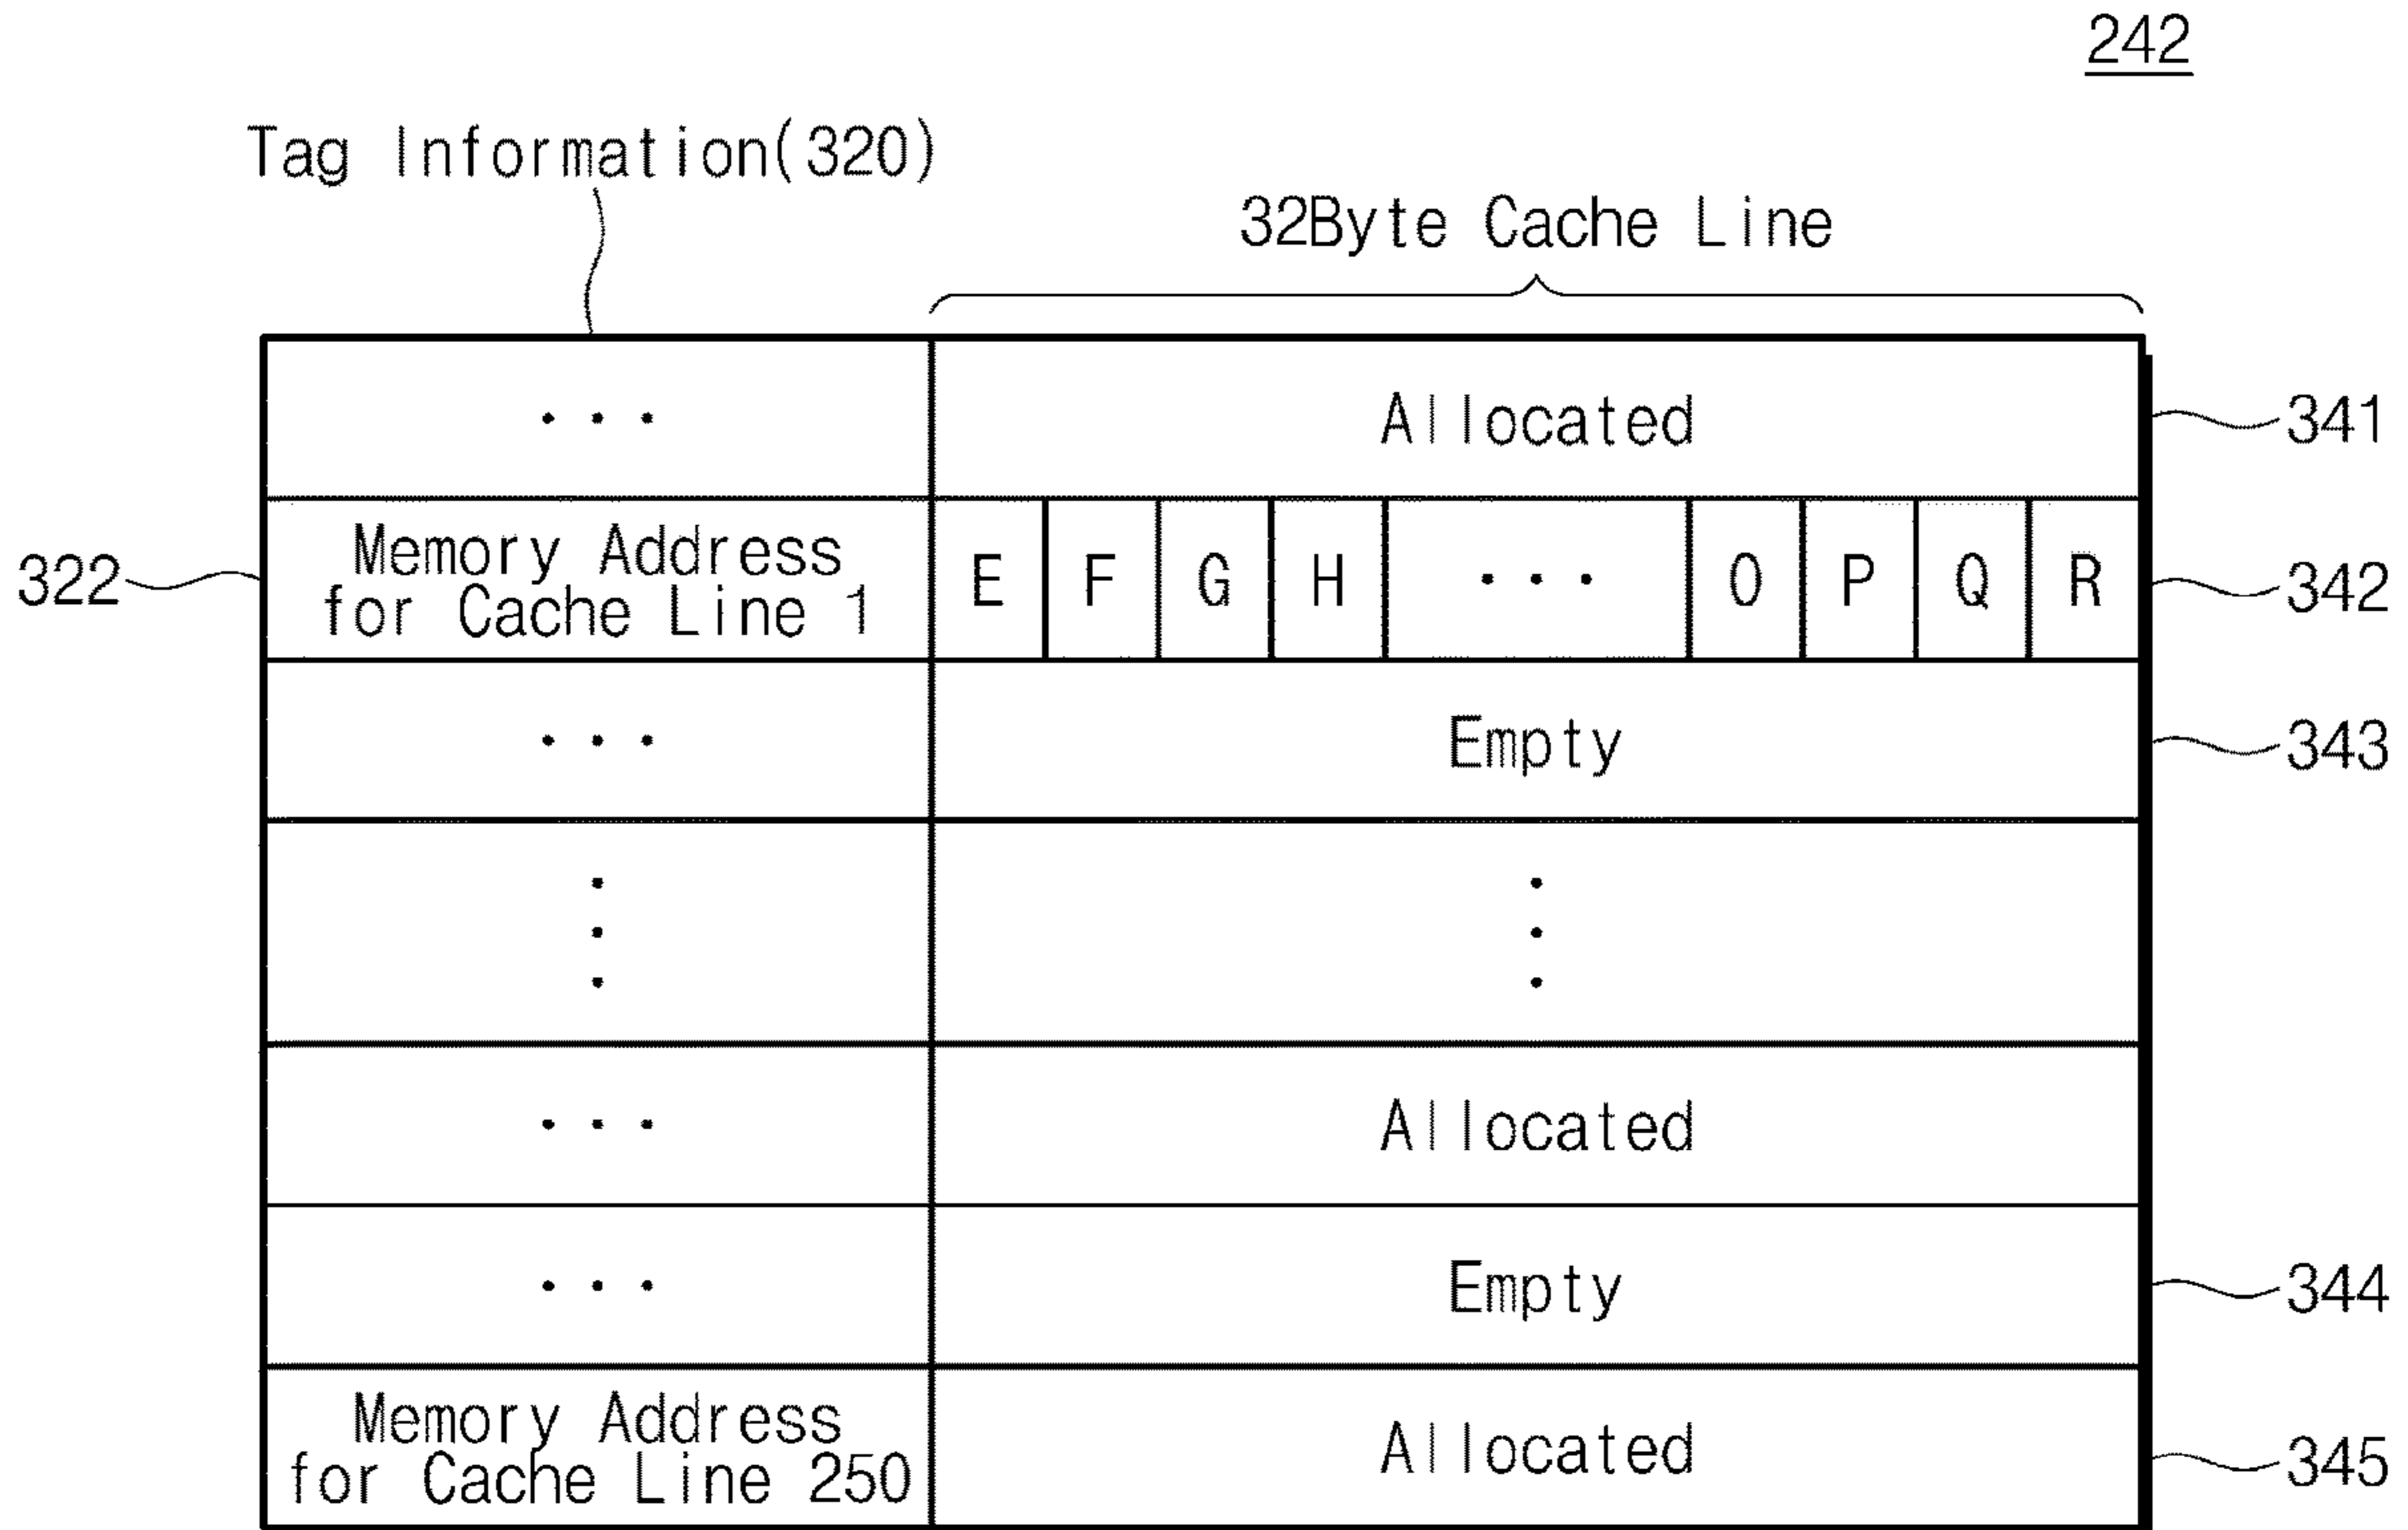 242
Tag Information(320)
32Byte Cache Line
... Allocated 341
322 Memory Address for Cache Line 1 E F G H ... O P Q R 342
... Empty 343
... Allocated
... Empty 344
Memory Address for Cache Line 250 Allocated 345